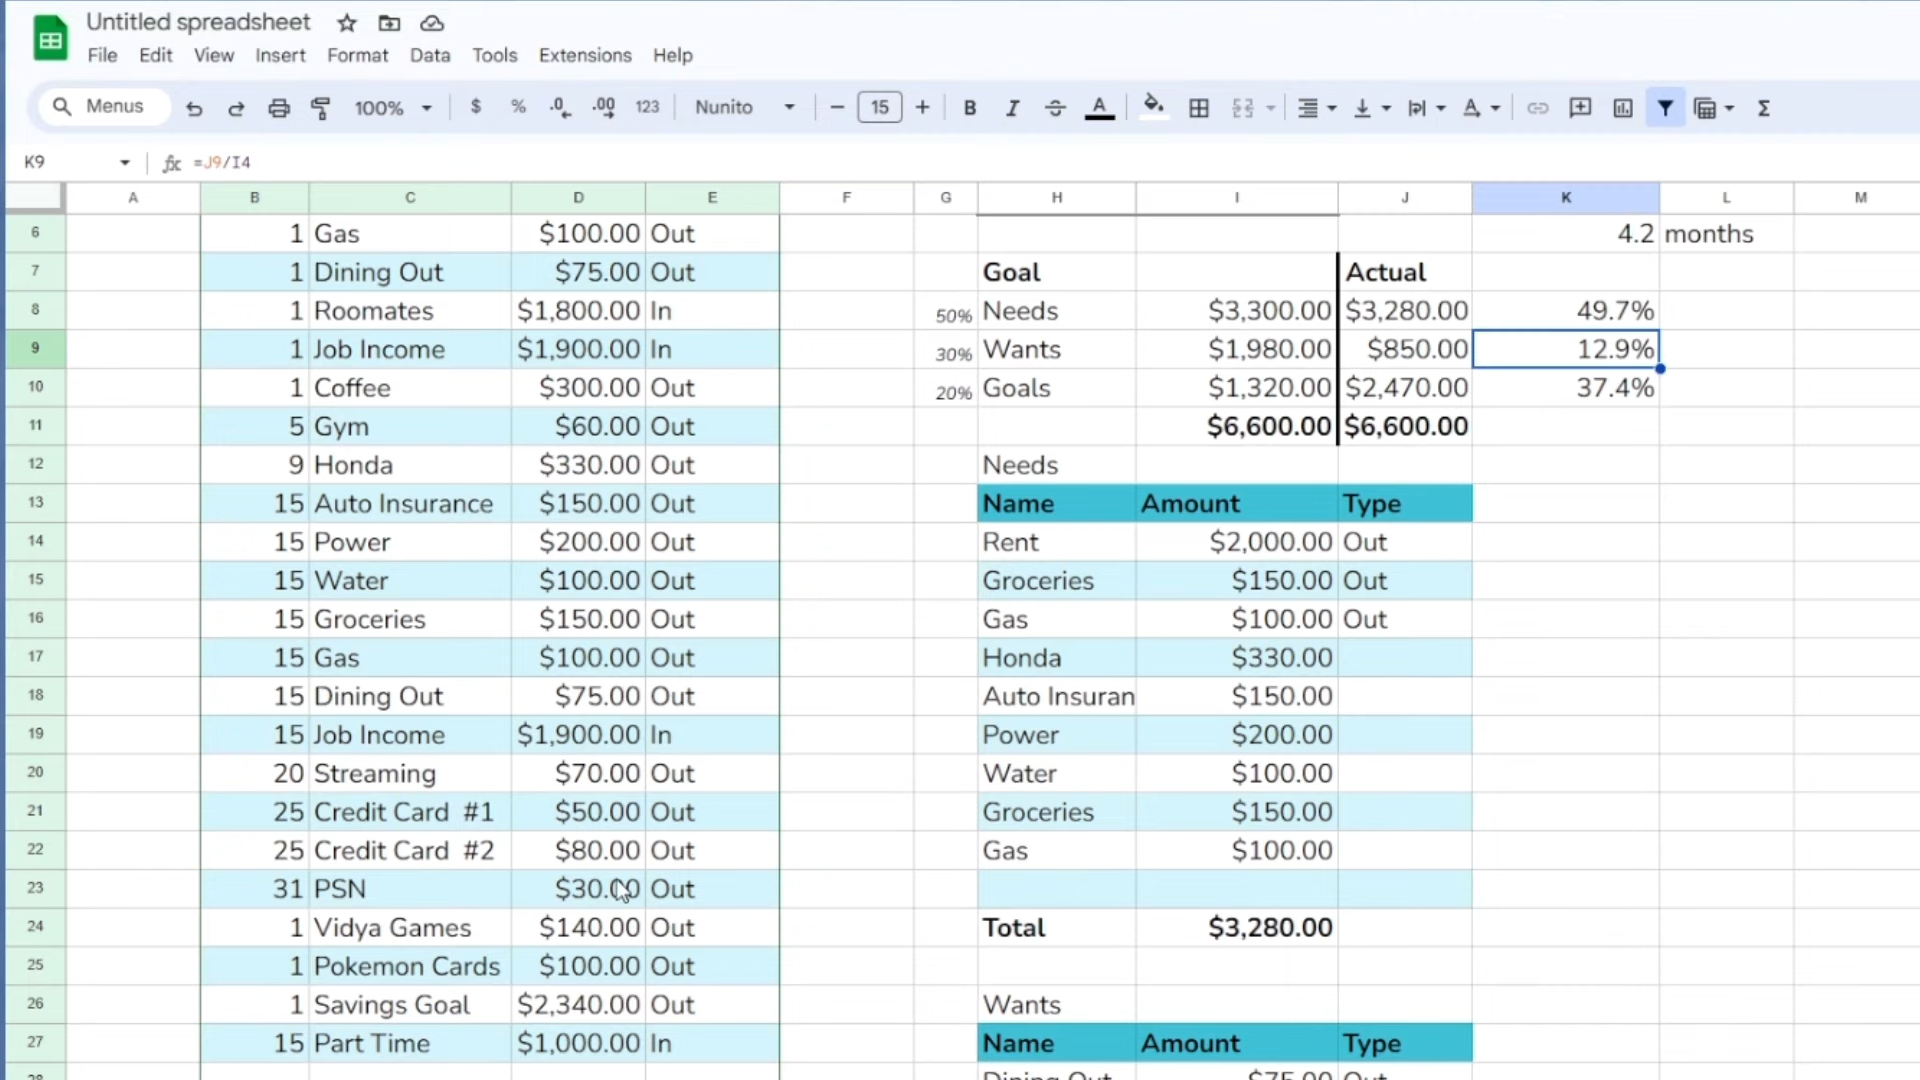 Untitled spreadsheet
File Edit View Insert Format Data Tools Extensions Help
Menus 100% $ % .0 .00 123 Nunito − 15 + B I A Σ
K9 fx =J9/I4
A B C D E F G H I J K L M
6 1 Gas $100.00 Out 4.2 months
7 1 Dining Out $75.00 Out Goal Actual
8 1 Roomates $1,800.00 In 50% Needs $3,300.00 $3,280.00 49.7%
9 1 Job Income $1,900.00 In 30% Wants $1,980.00 $850.00 12.9%
10 1 Coffee $300.00 Out 20% Goals $1,320.00 $2,470.00 37.4%
11 5 Gym $60.00 Out $6,600.00 $6,600.00
12 9 Honda $330.00 Out Needs
13 15 Auto Insurance $150.00 Out Name Amount Type
14 15 Power $200.00 Out Rent $2,000.00 Out
15 15 Water $100.00 Out Groceries $150.00 Out
16 15 Groceries $150.00 Out Gas $100.00 Out
17 15 Gas $100.00 Out Honda $330.00
18 15 Dining Out $75.00 Out Auto Insuran $150.00
19 15 Job Income $1,900.00 In Power $200.00
20 20 Streaming $70.00 Out Water $100.00
21 25 Credit Card #1 $50.00 Out Groceries $150.00
22 25 Credit Card #2 $80.00 Out Gas $100.00
23 31 PSN $30.00 Out
24 1 Vidya Games $140.00 Out Total $3,280.00
25 1 Pokemon Cards $100.00 Out
26 1 Savings Goal $2,340.00 Out Wants
27 15 Part Time $1,000.00 In Name Amount Type
28 Dining Out $75.00 Out